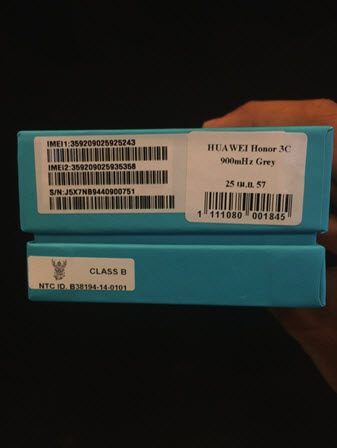 IMEI1:359209025925243
IMEI2:359209025935358
S/N:J5X7NB9440900751
HUAWEI Honor 3C
900mHz Grey
25 เม.ย. 57
1 111080 001845
CLASS B
NTC ID. B38194-14-0101